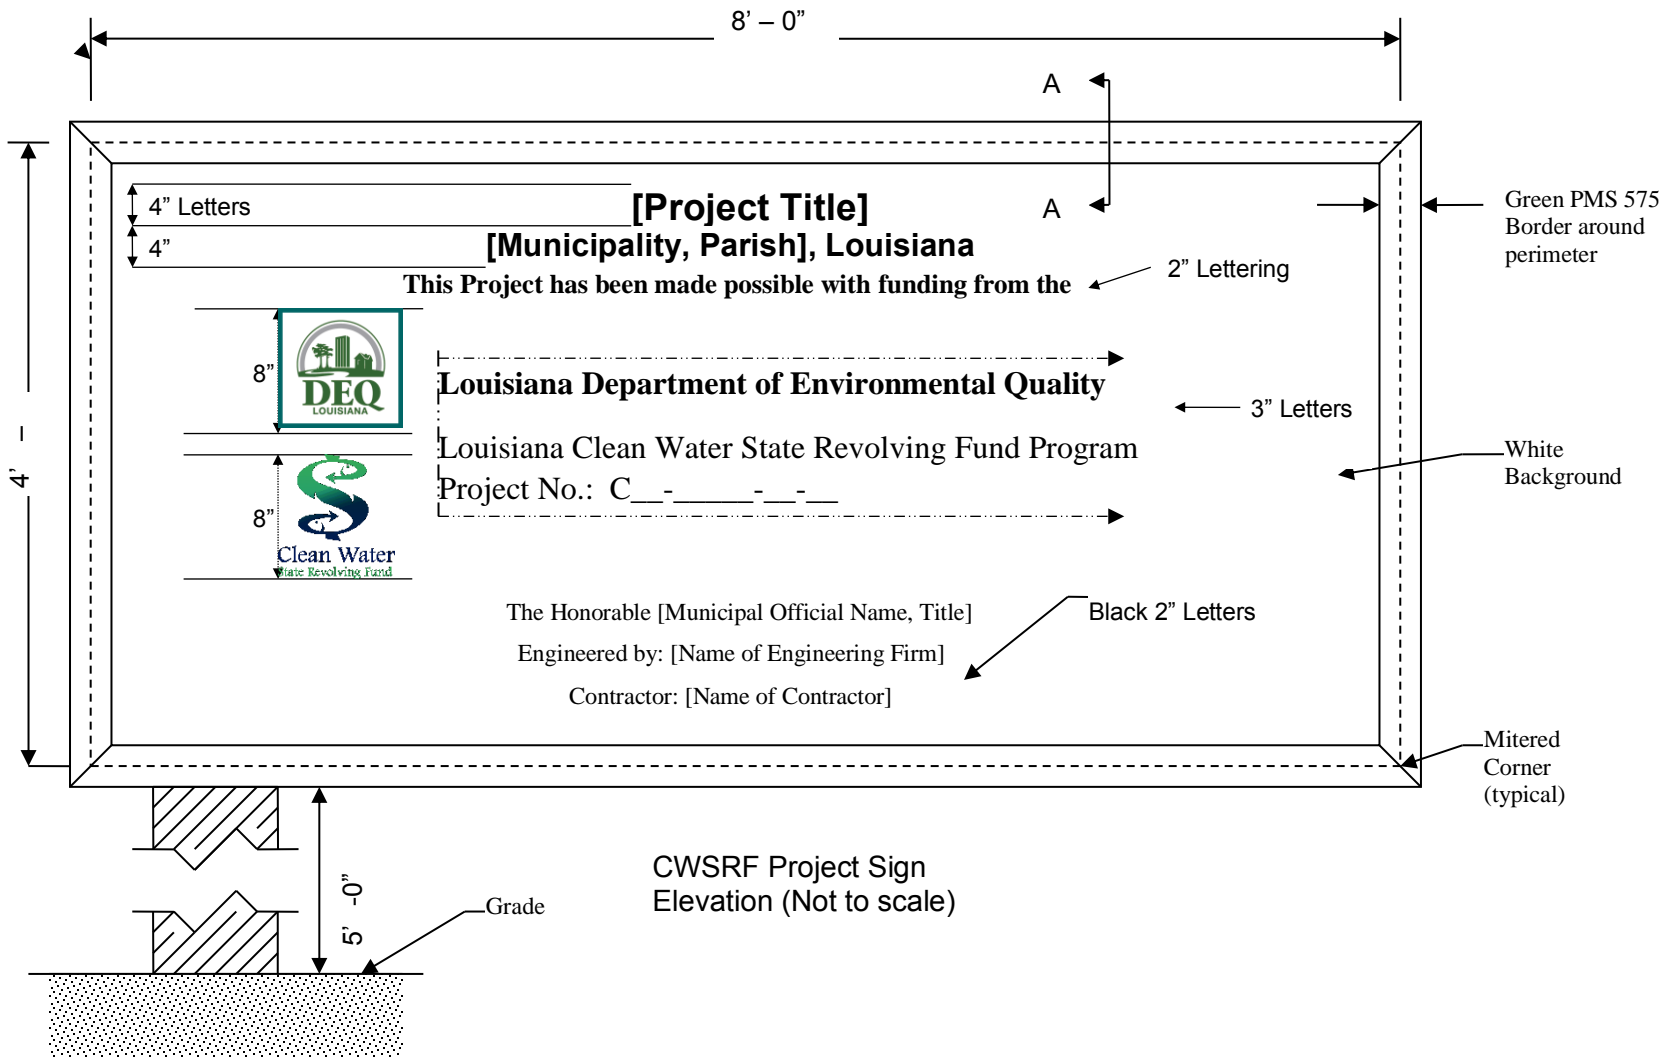 8’ – 0”
A
A
4” Letters
[Project Title]
4”
[Municipality, Parish], Louisiana
This Project has been made possible with funding from the
2” Lettering
Green PMS 575
Border around
perimeter
8”
DEQ
LOUISIANA
Louisiana Department of Environmental Quality
3” Letters
4’ –
Louisiana Clean Water State Revolving Fund Program
Project No.: C__-_____-__-__
White
Background
8”
Clean Water
State Revolving Fund
The Honorable [Municipal Official Name, Title]
Black 2” Letters
Engineered by: [Name of Engineering Firm]
Contractor: [Name of Contractor]
Mitered
Corner
(typical)
5’ -0”
Grade
CWSRF Project Sign
Elevation (Not to scale)